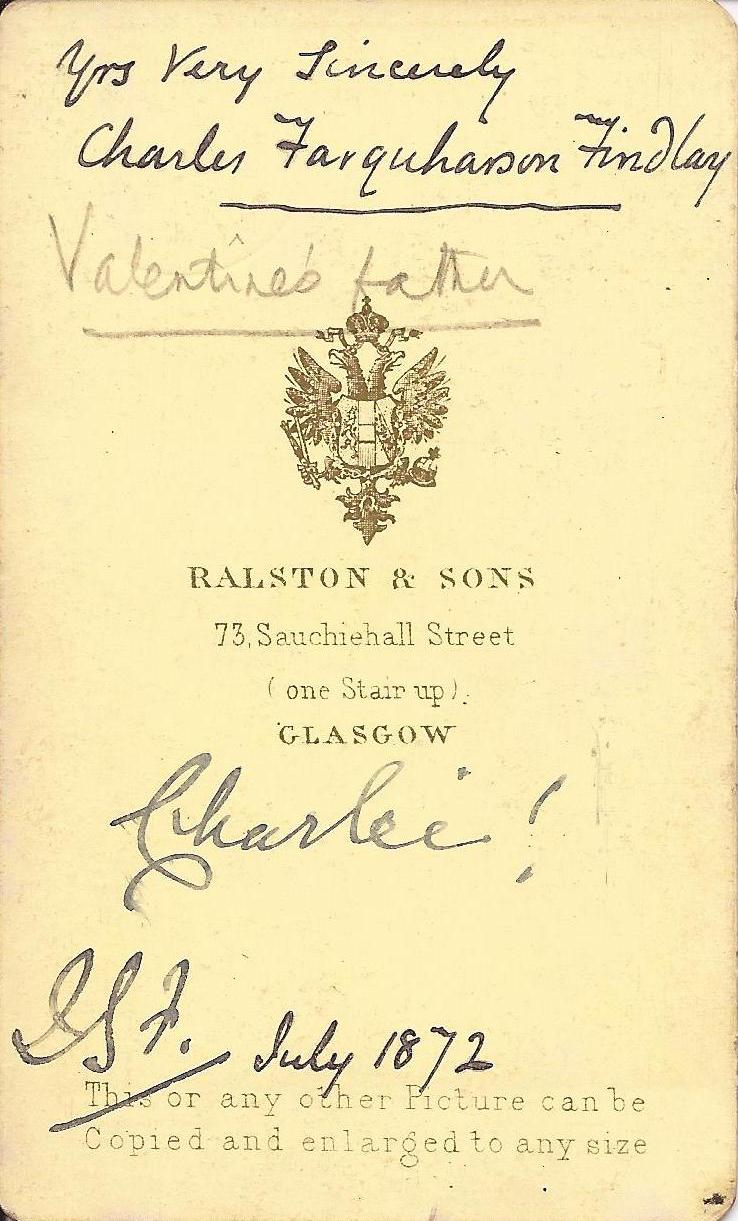 Yrs Very Sincerely
Charles Farquharson Findlay
Valentine's father
RALSTON & SONS
73, Sauchiehall Street
(one Stair up).
GLASGOW
Charlie!
July 1872
This or any other Picture can be
Copied and enlarged to any size